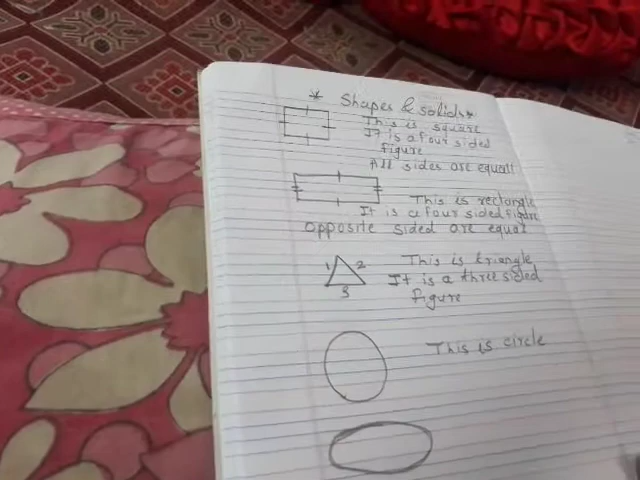 * Shapes & solids *
This is square
It is a four sided
figure
All sides are equal
This is rectangle
It is a four sided figure
opposite sided are equal
This is triangle
1 2
It is a three sided
3
figure
This is circle